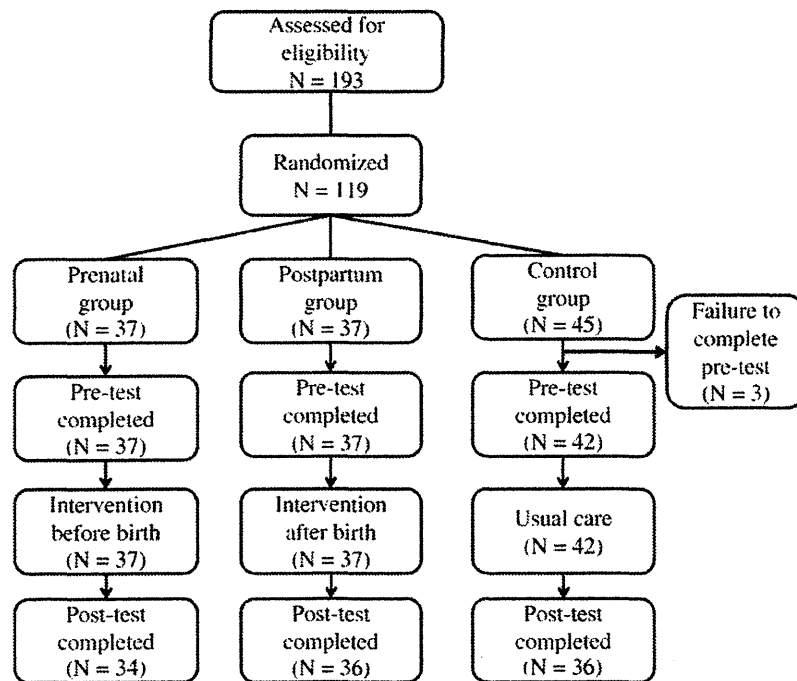 Assessed for
eligibility
N = 193
Randomized
N = 119
Prenatal
group
(N = 37)
Postpartum
group
(N = 37)
Control
group
(N = 45)
Failure to
complete
pre-test
(N = 3)
Pre-test
completed
(N = 37)
Pre-test
completed
(N = 37)
Pre-test
completed
(N = 42)
Intervention
before birth
(N = 37)
Intervention
after birth
(N = 37)
Usual care
(N = 42)
Post-test
completed
(N = 34)
Post-test
completed
(N = 36)
Post-test
completed
(N = 36)